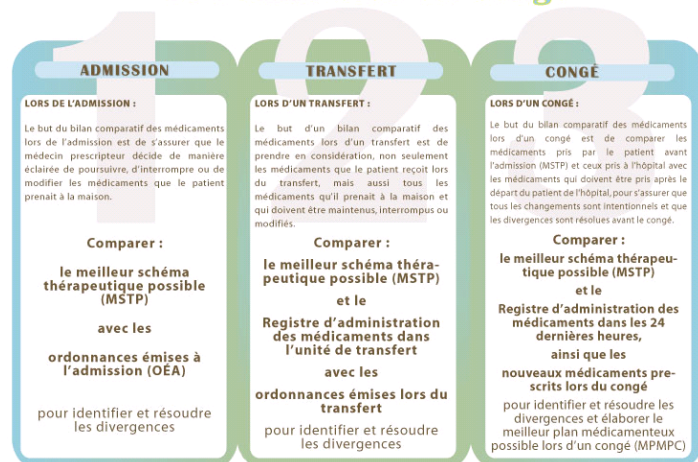 ADMISSION
LORS DE L'ADMISSION :
Le but du bilan comparatif des médicaments
lors de l'admission est de s'assurer que le
médecin prescripteur décide de manière
éclairée de poursuivre, d'interrompre ou de
modifier les médicaments que le patient
prenait à la maison.
Comparer :
le meilleur schéma
thérapeutique possible
(MSTP)
avec les
ordonnances émises à
l'admission (OÉA)
pour identifier et résoudre
les divergences
TRANSFERT
LORS D'UN TRANSFERT :
Le but d'un bilan comparatif des
médicaments lors d'un transfert est de
prendre en considération, non seulement
les médicaments que le patient reçoit lors
du transfert, mais aussi tous les
médicaments qu'il prenait à la maison et
qui doivent être maintenus, interrompus ou
modifiés.
Comparer :
le meilleur schéma théra-
peutique possible (MSTP)
et le
Registre d'administration
des médicaments dans
l'unité de transfert
avec les
ordonnances émises lors du
transfert
pour identifier et résoudre
les divergences
CONGÉ
LORS D'UN CONGÉ :
Le but du bilan comparatif des médicaments
lors d'un congé est de comparer les
médicaments pris par le patient avant
l'admission (MSTP) et ceux pris à l'hôpital avec
les médicaments qui doivent être pris après le
départ du patient de l'hôpital, pour s'assurer que
tous les changements sont intentionnels et que
les divergences sont résolues avant le congé.
Comparer :
le meilleur schéma thérapeu-
tique possible (MSTP)
et le
Registre d'administration des
médicaments dans les 24
dernières heures,
ainsi que les
nouveaux médicaments pre-
scrits lors du congé
pour identifier et résoudre les
divergences et élaborer le
meilleur plan médicamenteux
possible lors d'un congé (MPMPC)